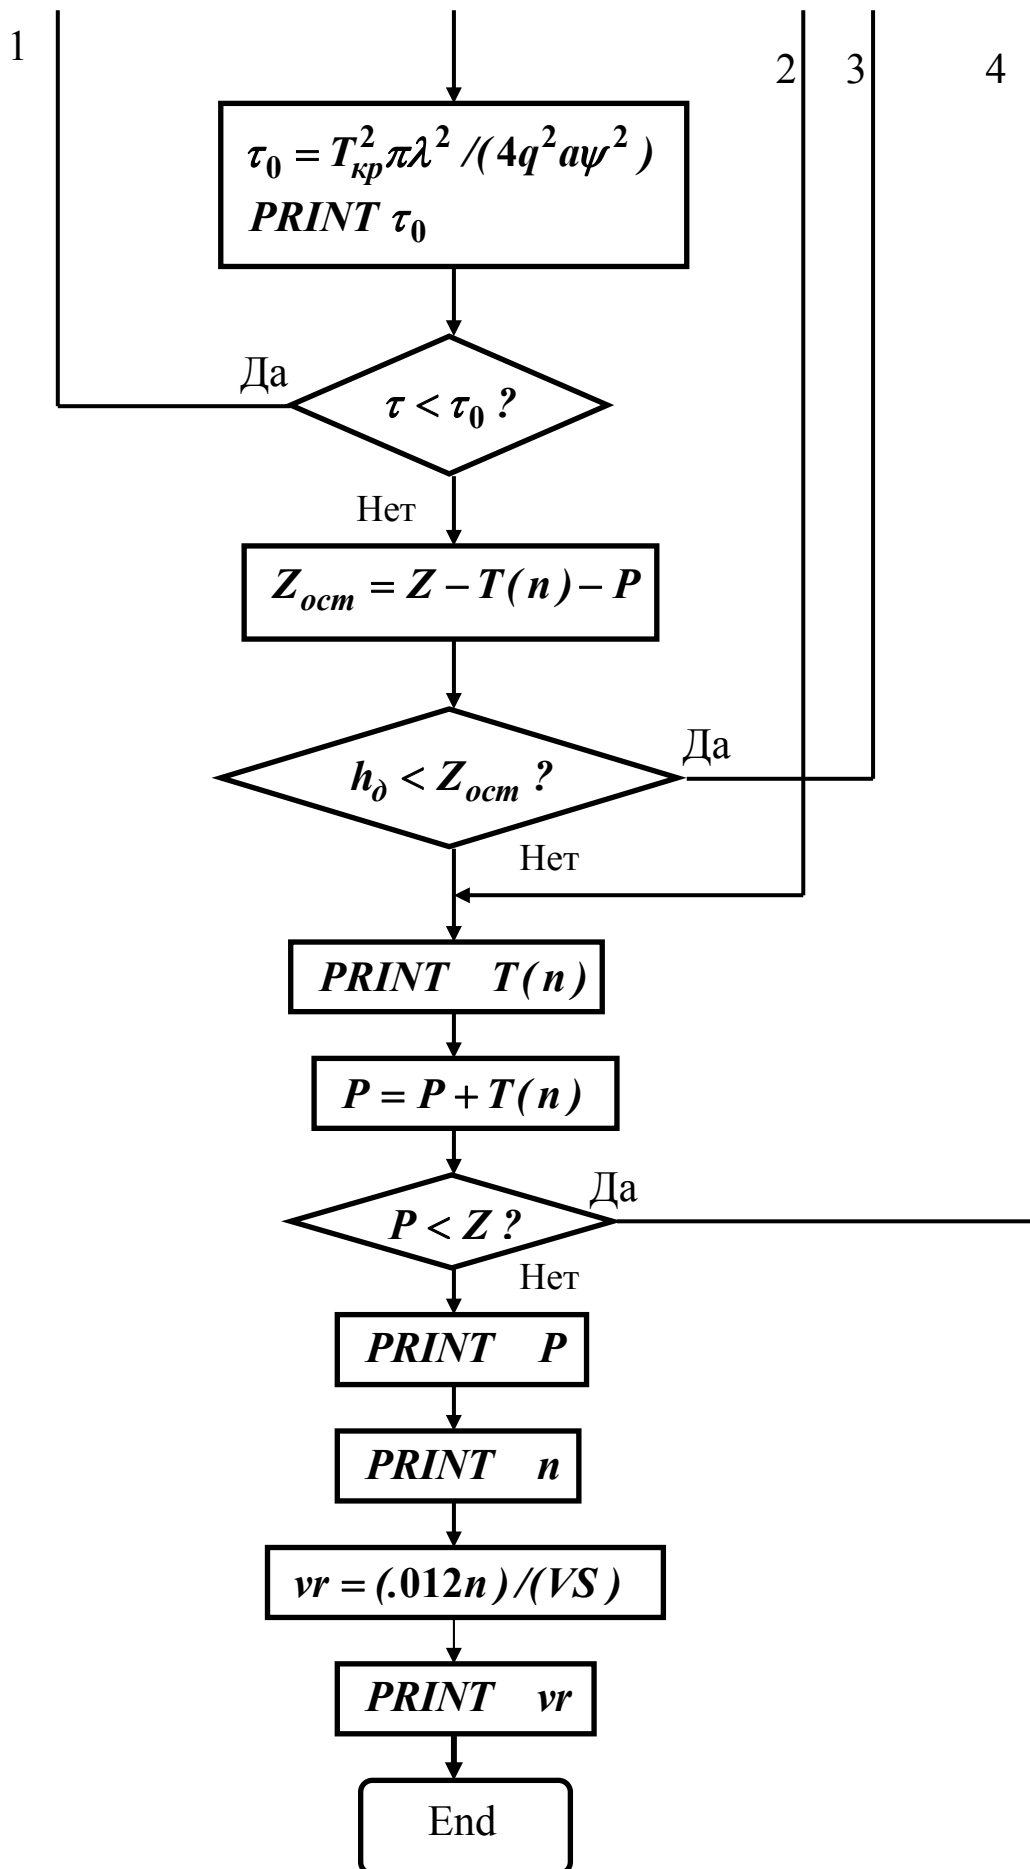 1
2 3 4
τ₀ = T²кр πλ² /( 4q²aψ² )
PRINT τ₀
Да
τ < τ₀ ?
Нет
Zост = Z − T( n ) − P
Да
hд < Zост ?
Нет
PRINT T( n )
P = P + T( n )
Да
P < Z ?
Нет
PRINT P
PRINT n
vr = (.012n ) /(VS )
PRINT vr
End